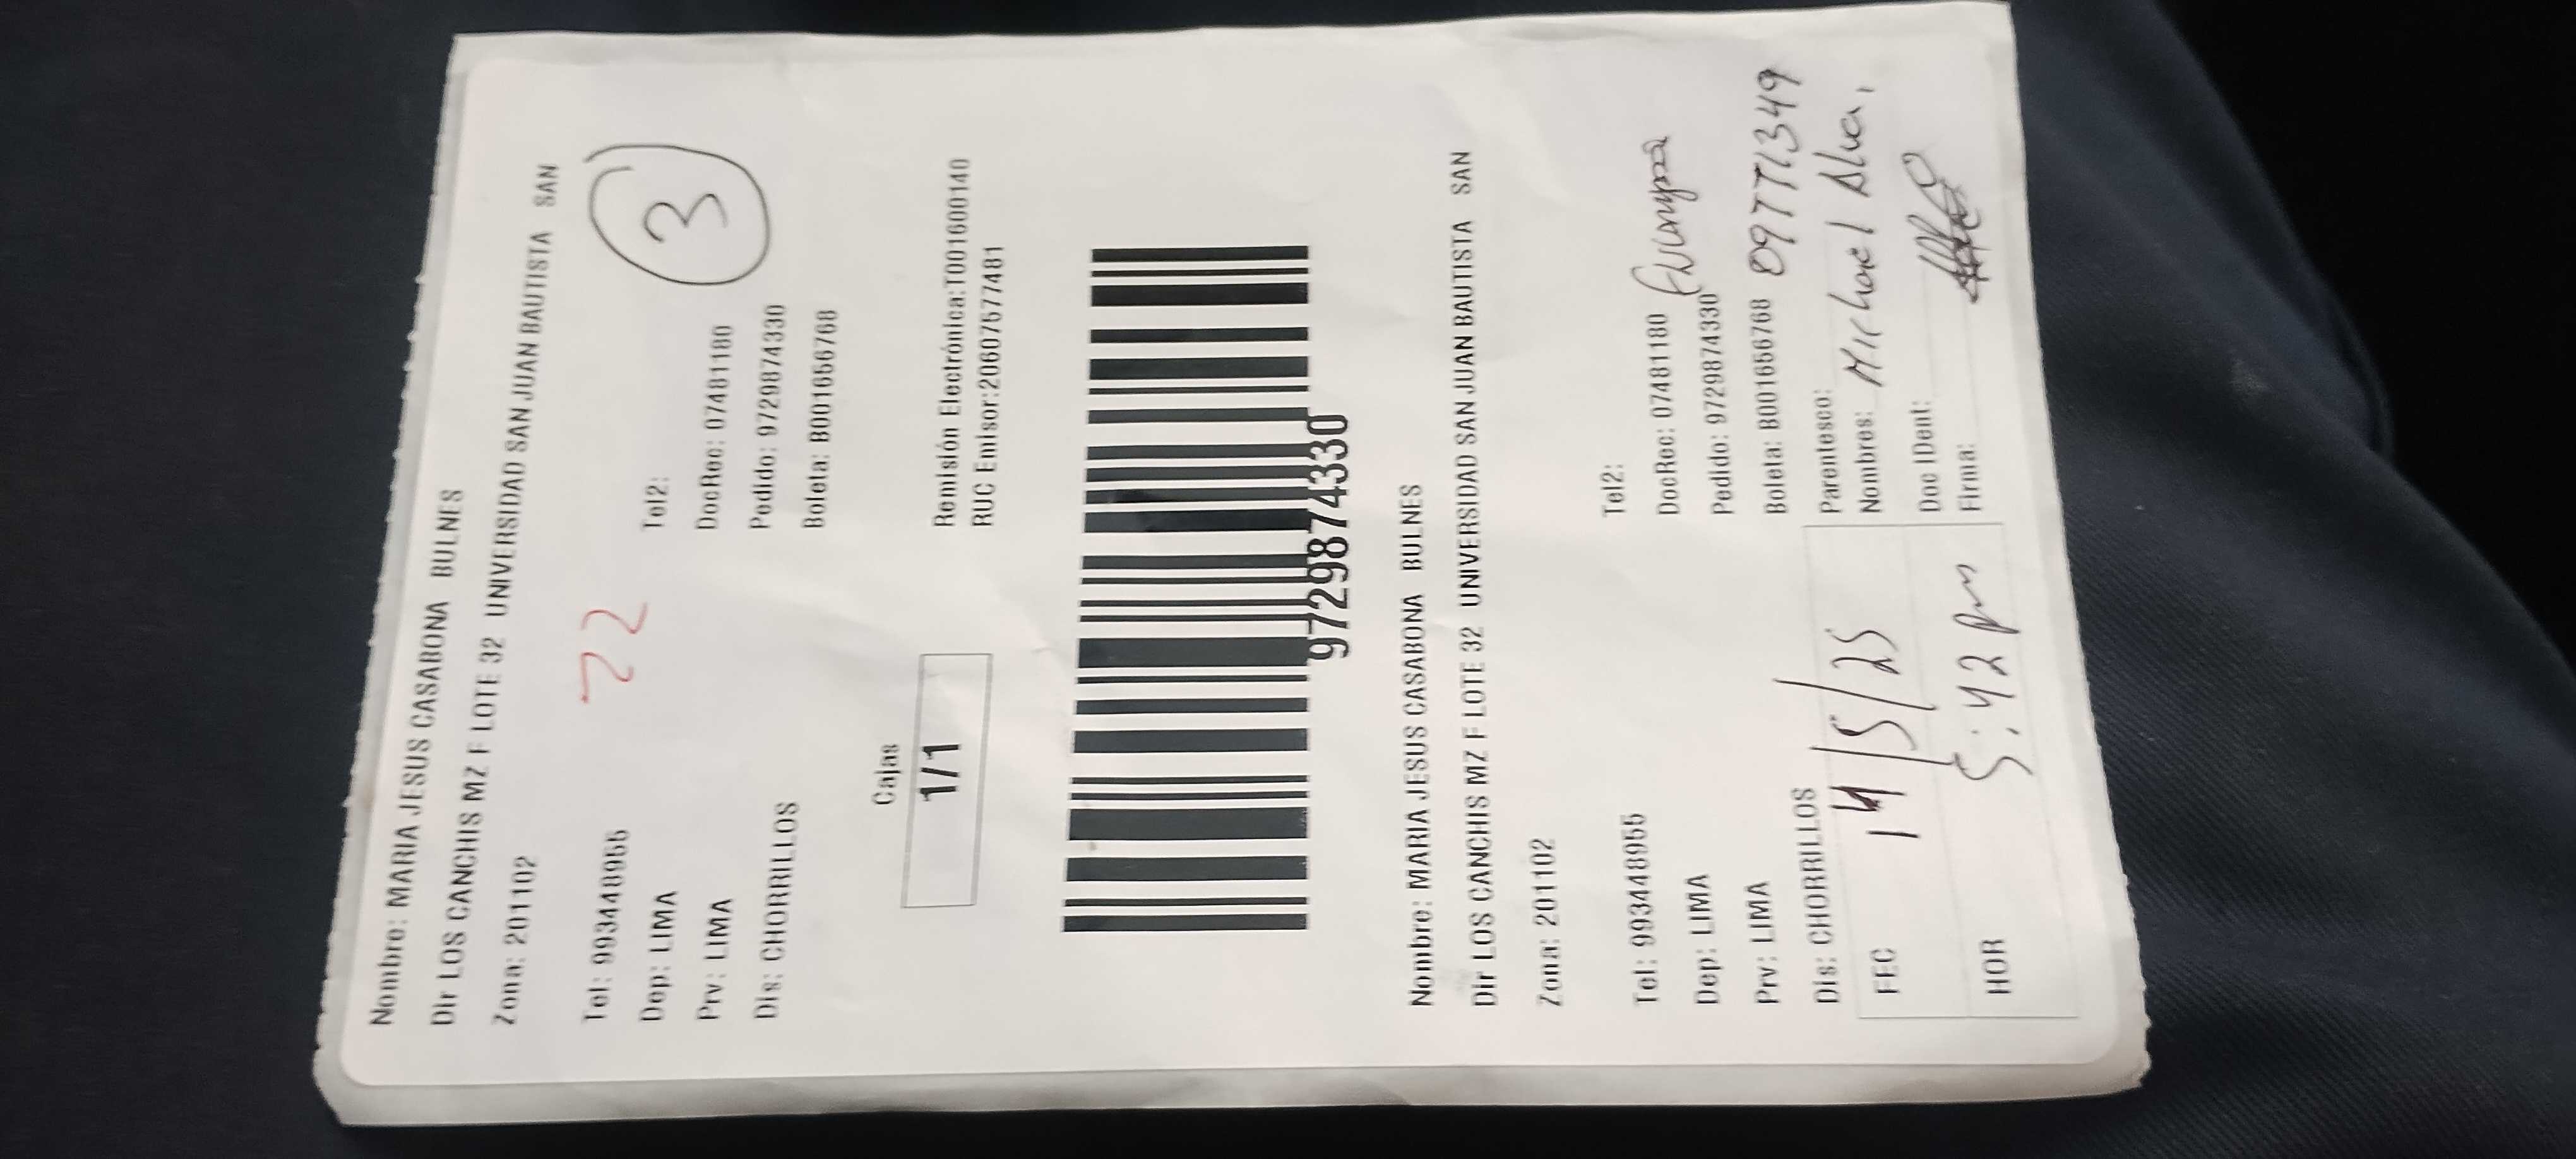 Nombre: MARIA JESUS CASABONA BULNES
Dir LOS CANCHIS MZ F LOTE 32 UNIVERSIDAD SAN JUAN BAUTISTA SAN
Zona: 201102
22
3
Tel: 993448955
Tel2:
Dep: LIMA
DocRec: 07481180
Prv: LIMA
Pedido: 9729874330
Dis: CHORRILLOS
Boleta: B001656768
Cajas
1/1
Remisión Electrónica:T001600140
RUC Emisor:20607577481
9729874330
Nombre: MARIA JESUS CASABONA BULNES
Dir LOS CANCHIS MZ F LOTE 32 UNIVERSIDAD SAN JUAN BAUTISTA SAN
Zona: 201102
Tel: 993448955
Tel2:
Dep: LIMA
DocRec: 07481180
Prv: LIMA
Pedido: 9729874330
Dis: CHORRILLOS
Boleta: B001656768 09771349
Parentesco:
FEC 14/5/25
Nombres: Michael
Doc IDent:
HOR 5:42 pm
Firma: